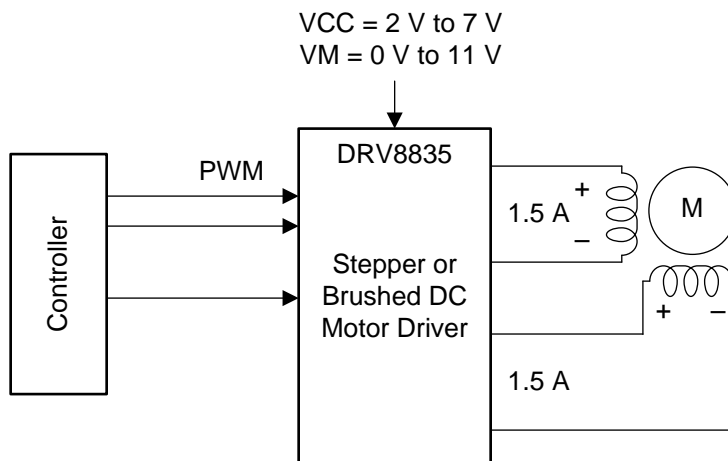 VCC = 2 V to 7 V
VM = 0 V to 11 V
DRV8835
PWM
Controller
Stepper or
Brushed DC
Motor Driver
+
1.5 A
–
M
+ –
1.5 A